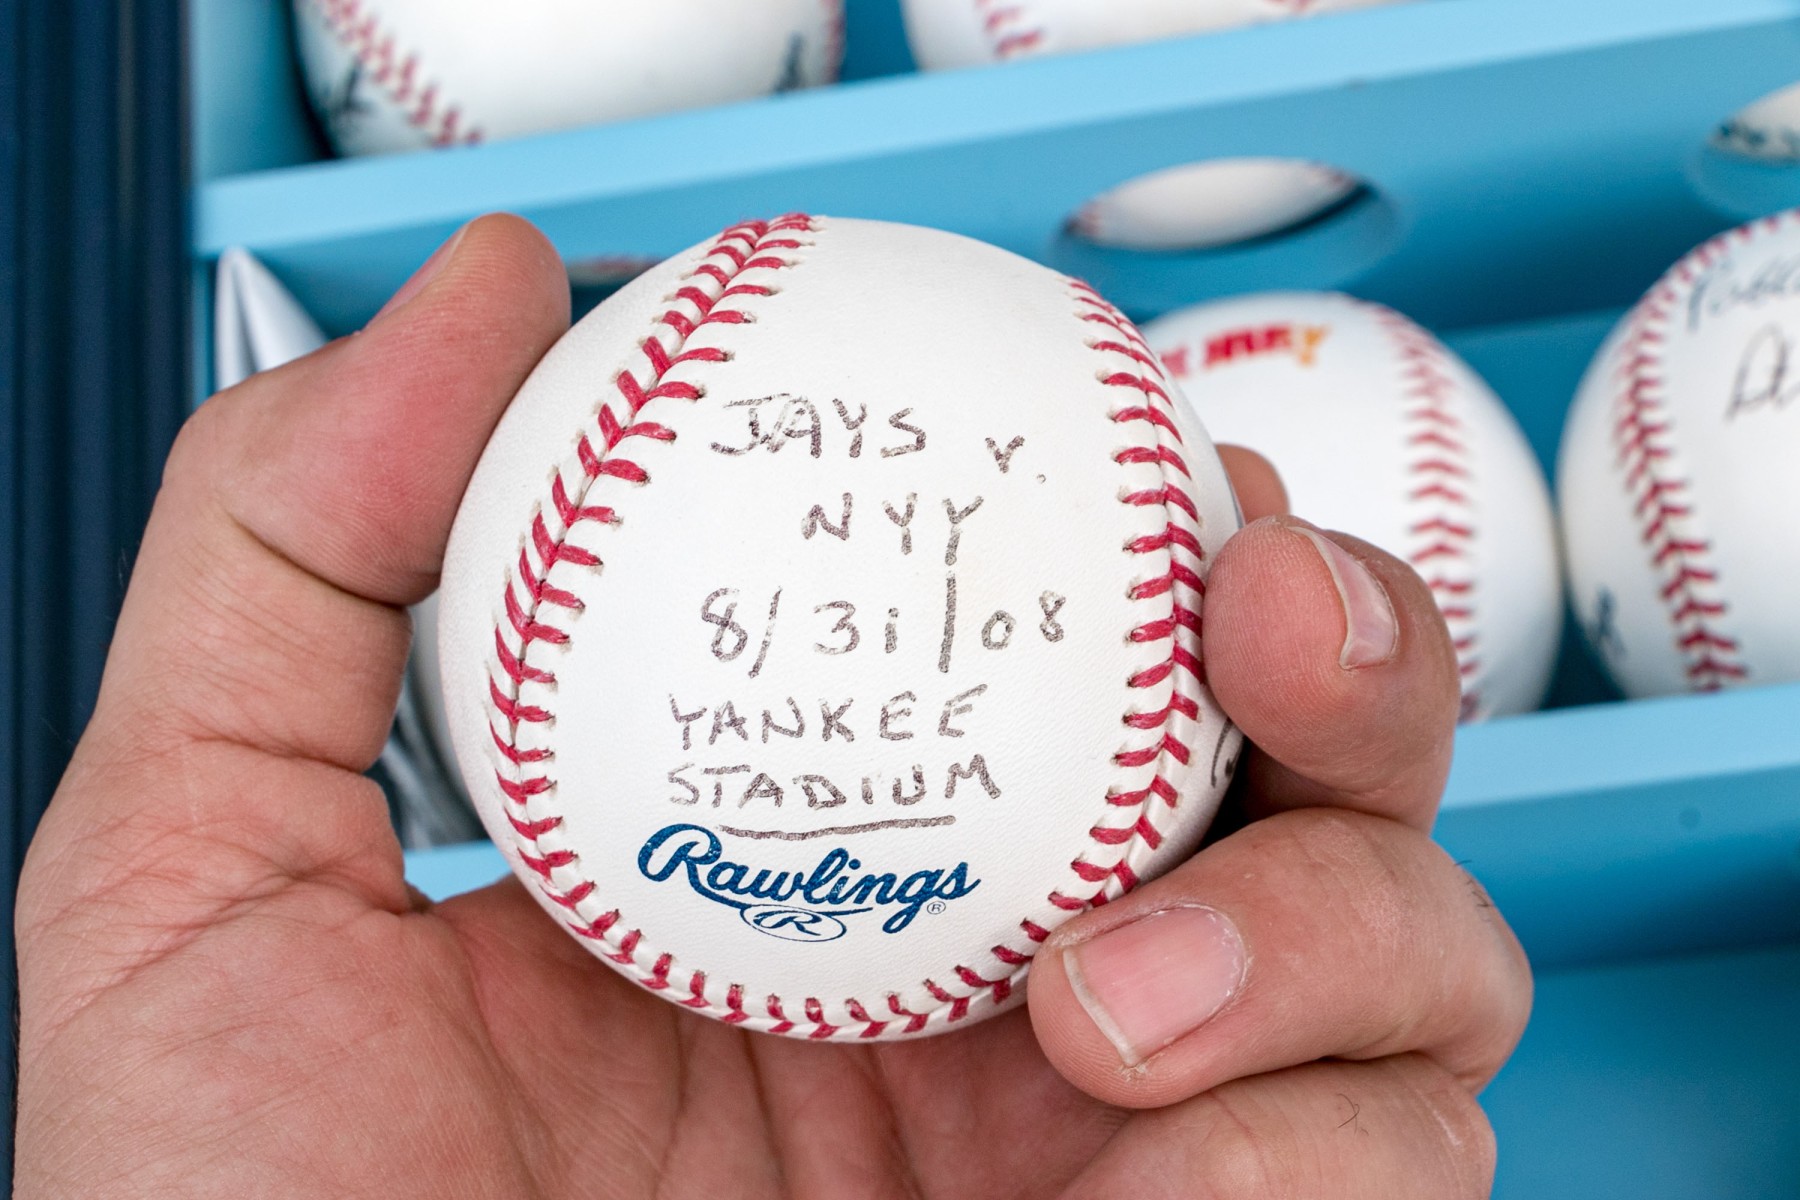 JAYS v.
NYY
8/31/08
YANKEE
STADIUM
Rawlings®
R